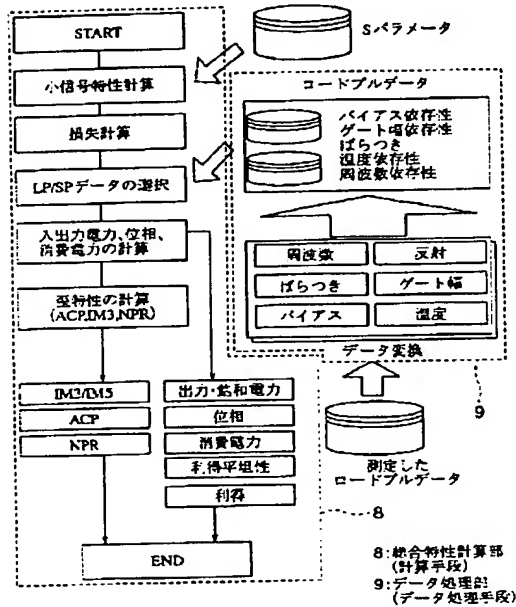 START
小信号特性計算
損失計算
LP/SPデータの選択
入出力電力、位相、
消費電力の計算
歪特性の計算
(ACP,IM3,NPR)
IM3/IM5
ACP
NPR
出力・飽和電力
位相
消費電力
利得平坦性
利得
END
8
Sパラメータ
コードプルデータ
バイアス依存性
ゲート幅依存性
ばらつき
温度依存性
周波数依存性
周波数
反射
ばらつき
ゲート幅
バイアス
温度
データ変換
9
測定した
ロードプルデータ
8:総合特性計算部
(計算手段)
9:データ処理部
(データ処理手段)